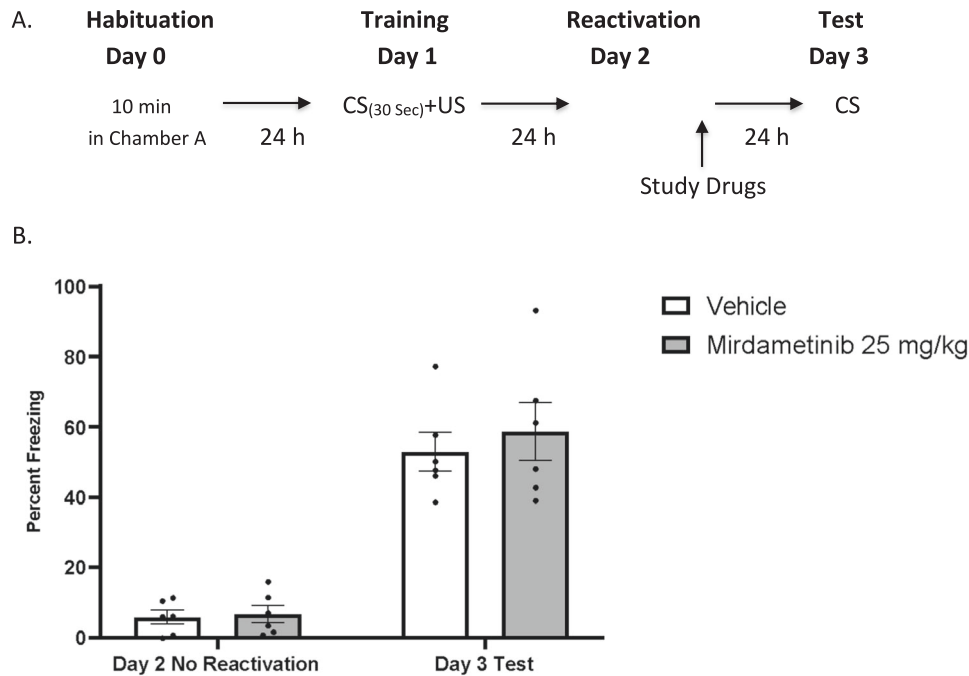 A.
Habituation Training Reactivation Test
Day 0 Day 1 Day 2 Day 3
10 min CS(30 Sec)+US CS
in Chamber A 24 h 24 h 24 h
Study Drugs
B.
100
80
60
40
20
0
Percent Freezing
Vehicle
Mirdametinib 25 mg/kg
Day 2 No Reactivation Day 3 Test